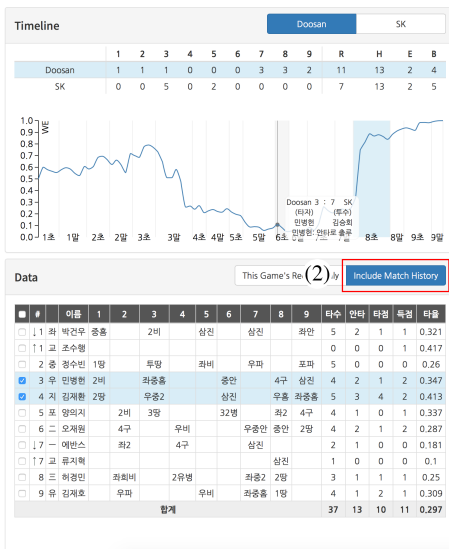 Timeline
Doosan SK
1 2 3 4 5 6 7 8 9 R H E B
Doosan 1 1 1 0 0 0 3 3 2 11 13 2 4
SK 0 0 5 0 2 0 0 0 0 7 13 2 5
WE
1.0
0.9
0.8
0.7
0.6
0.5
0.4
0.3
0.2
0.1
0.0
Doosan 3 : 7 SK
(타자) (투수)
민병헌 김승회
민병헌: 안타로 출루
1초 1말 2초 2말 3말 4초 4말 5초 5말 6초 8초 8말 9초 9말
Data
This Game's Re ly (2) Include Match History
# 이름 1 2 3 4 5 6 7 8 9 타수 안타 타점 득점 타율
↓1 좌 박건우 중홈 2비 삼진 삼진 좌안 5 2 1 1 0.321
↑1 교 조수행 0 0 0 1 0.417
2 중 정수빈 1땅 투땅 좌비 우파 포파 5 0 0 0 0.26
3 우 민병헌 2비 좌중홈 중안 4구 삼진 4 2 1 2 0.347
4 지 김재환 2땅 우중2 삼진 우홈 좌중홈 5 3 4 2 0.413
5 포 양의지 2비 3땅 32병 좌2 4구 4 1 0 1 0.337
6 二 오재원 4구 우비 우중안 중안 2땅 4 2 1 2 0.287
↓7 一 에반스 좌2 4구 삼진 2 1 0 0 0.181
↑7 교 류지혁 삼진 1 0 0 0 0.1
8 三 허경민 좌희비 2유병 좌중2 2땅 3 1 1 1 0.25
9 유 김재호 우파 우비 좌중홈 1땅 4 1 2 1 0.309
합계 37 13 10 11 0.297